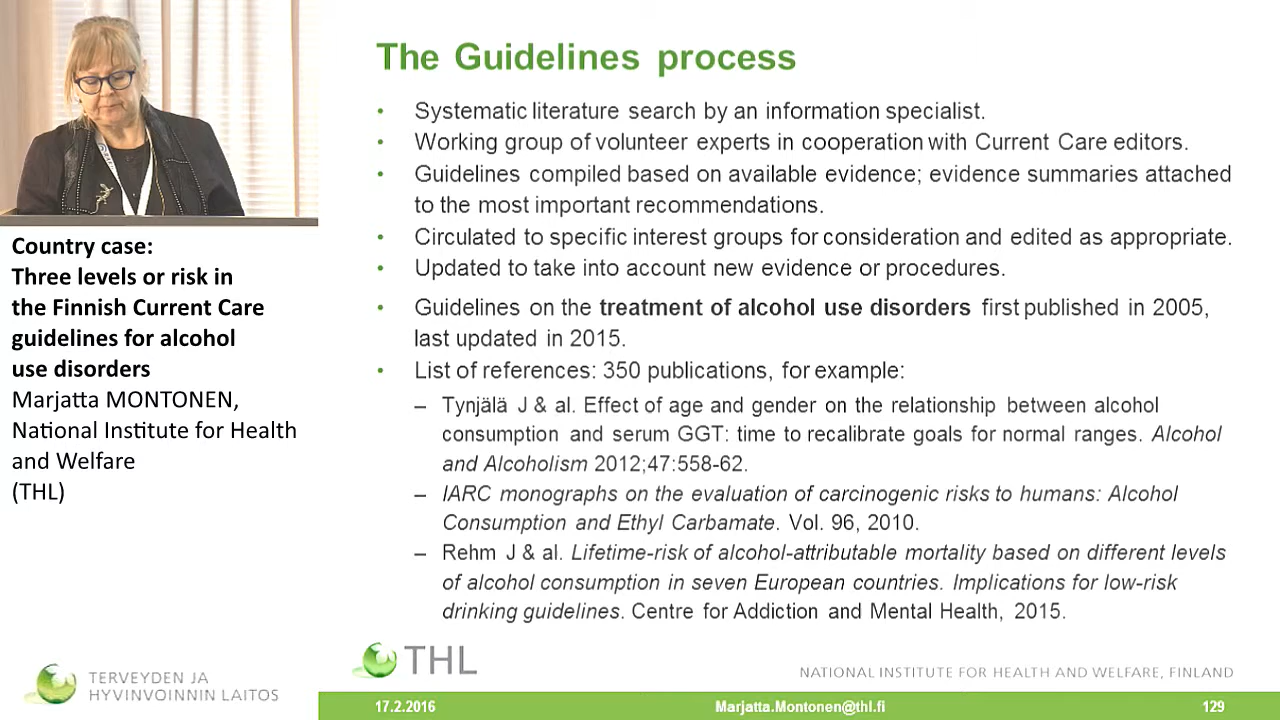 Country case:
Three levels or risk in
the Finnish Current Care
guidelines for alcohol
use disorders
Marjatta MONTONEN,
National Institute for Health
and Welfare
(THL)
TERVEYDEN JA
HYVINVOINNIN LAITOS
The Guidelines process
• Systematic literature search by an information specialist.
• Working group of volunteer experts in cooperation with Current Care editors.
• Guidelines compiled based on available evidence; evidence summaries attached
to the most important recommendations.
• Circulated to specific interest groups for consideration and edited as appropriate.
• Updated to take into account new evidence or procedures.
• Guidelines on the treatment of alcohol use disorders first published in 2005,
last updated in 2015.
• List of references: 350 publications, for example:
– Tynjälä J & al. Effect of age and gender on the relationship between alcohol
consumption and serum GGT: time to recalibrate goals for normal ranges. Alcohol
and Alcoholism 2012;47:558-62.
– IARC monographs on the evaluation of carcinogenic risks to humans: Alcohol
Consumption and Ethyl Carbamate. Vol. 96, 2010.
– Rehm J & al. Lifetime-risk of alcohol-attributable mortality based on different levels
of alcohol consumption in seven European countries. Implications for low-risk
drinking guidelines. Centre for Addiction and Mental Health, 2015.
THL
NATIONAL INSTITUTE FOR HEALTH AND WELFARE, FINLAND
17.2.2016 Marjatta.Montonen@thl.fi 129